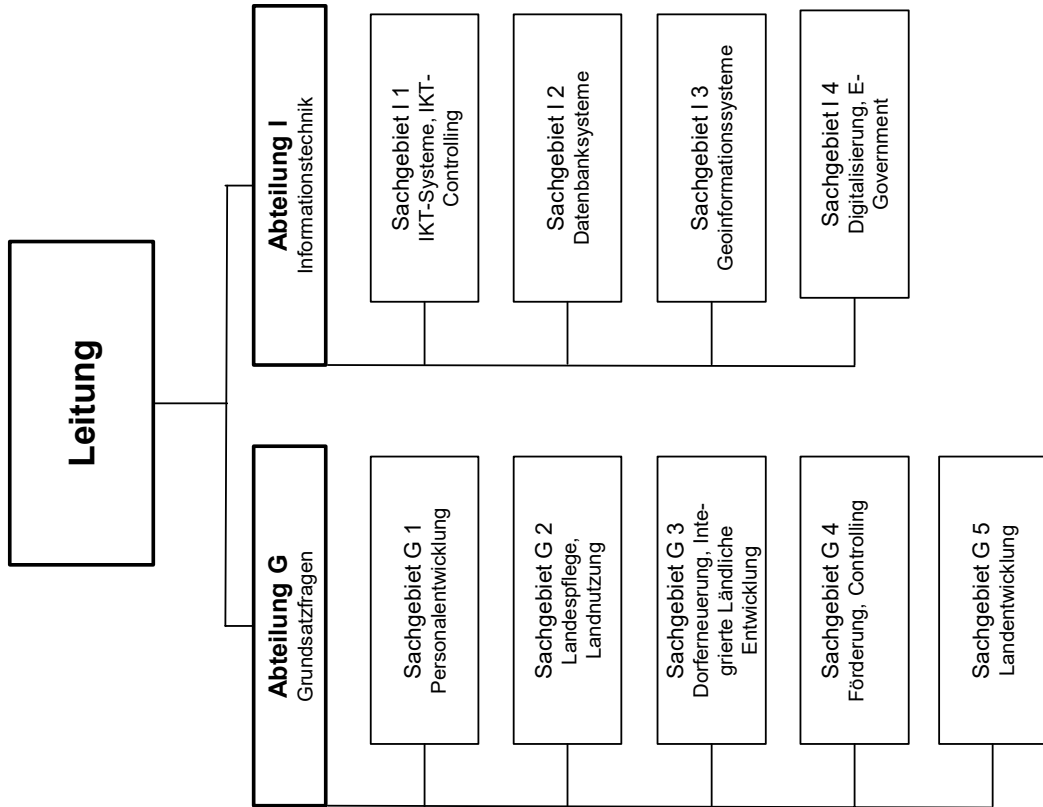 Leitung
Abteilung G
Grundsatzfragen
Sachgebiet G 1
Personalentwicklung
Sachgebiet G 2
Landespflege,
Landnutzung
Sachgebiet G 3
Dorferneuerung, Inte-
grierte Ländliche
Entwicklung
Sachgebiet G 4
Förderung, Controlling
Sachgebiet G 5
Landentwicklung
Abteilung I
Informationstechnik
Sachgebiet I 1
IKT-Systeme, IKT-
Controlling
Sachgebiet I 2
Datenbanksysteme
Sachgebiet I 3
Geoinformationssysteme
Sachgebiet I 4
Digitalisierung, E-
Government